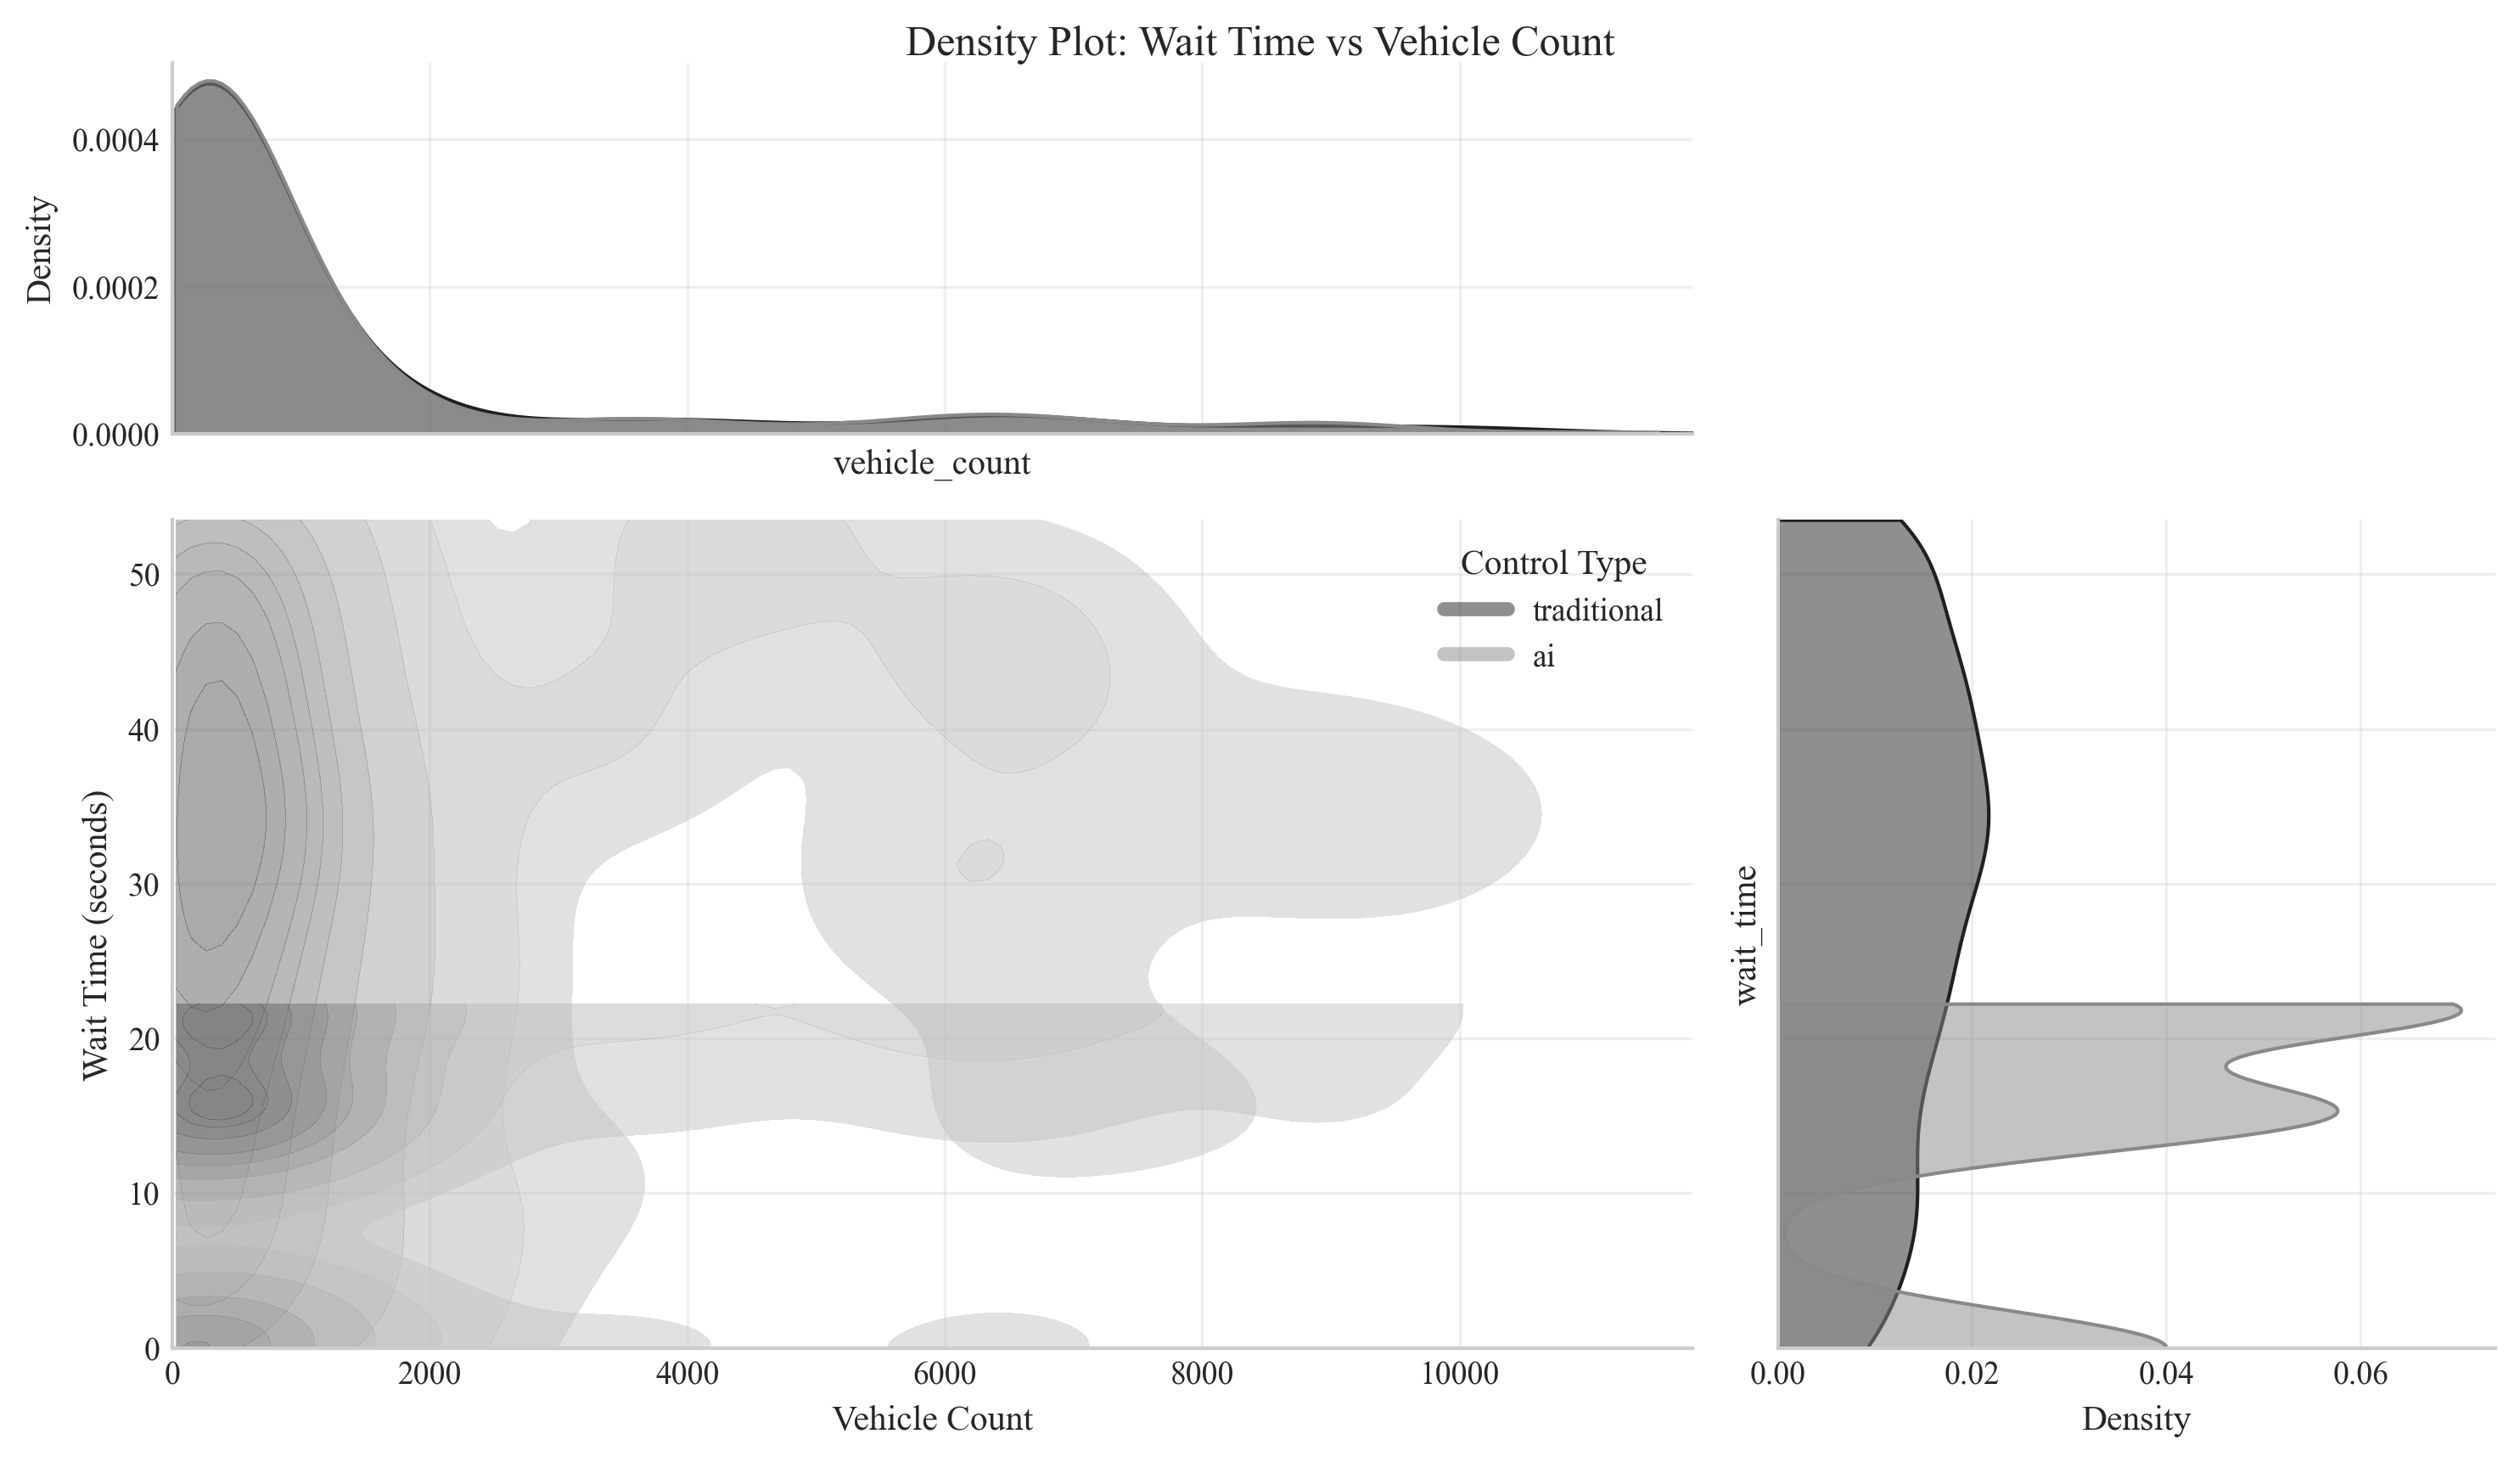 Density Plot: Wait Time vs Vehicle Count
Density
0.0004
0.0002
0.0000
vehicle_count
Wait Time (seconds)
50
40
30
20
10
0
0 2000 4000 6000 8000 10000
Vehicle Count
Control Type
traditional
ai
wait_time
0.00 0.02 0.04 0.06
Density